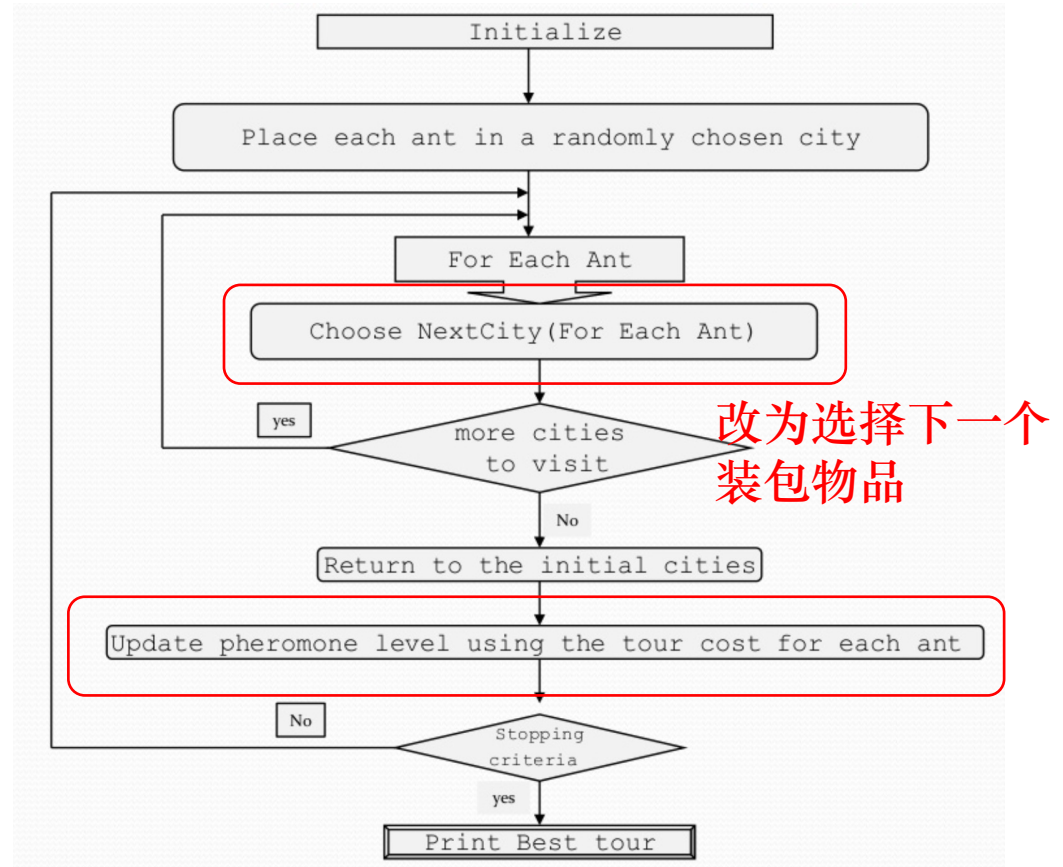 Initialize
Place each ant in a randomly chosen city
For Each Ant
Choose NextCity(For Each Ant)
yes
more cities
to visit
改为选择下一个
装包物品
No
Return to the initial cities
Update pheromone level using the tour cost for each ant
No
Stopping
criteria
yes
Print Best tour